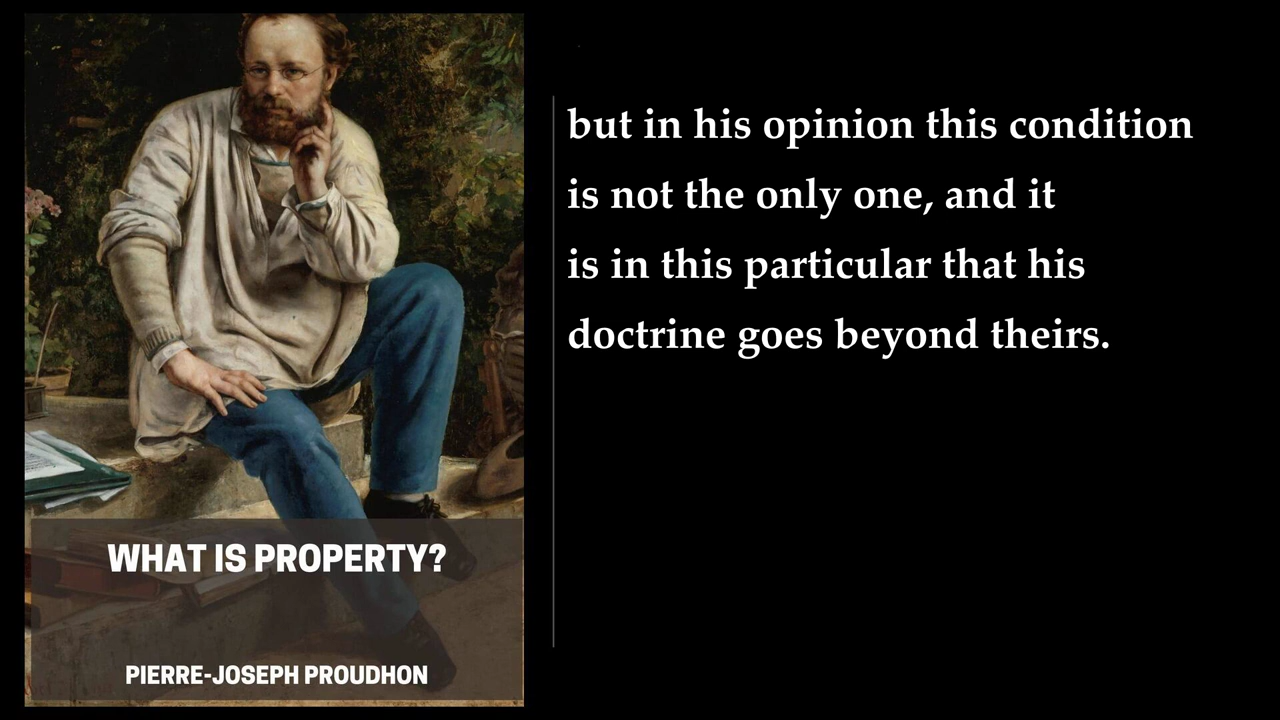 but in his opinion this condition
is not the only one, and it
is in this particular that his
doctrine goes beyond theirs.
WHAT IS PROPERTY?
PIERRE-JOSEPH PROUDHON